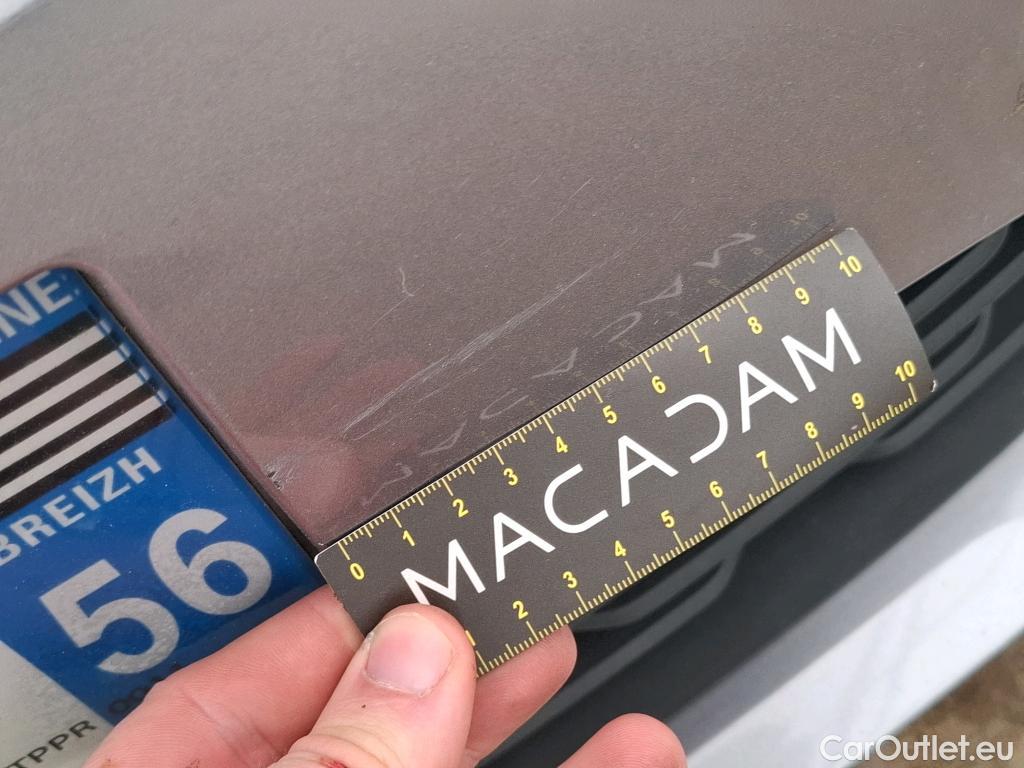 NE
BREIZH
56
TPPR
0 1 2 3 4 5 6 7 8 9 10
MACADAM
1 2 3 4 5 6 7 8 9 10
CarOutlet.eu